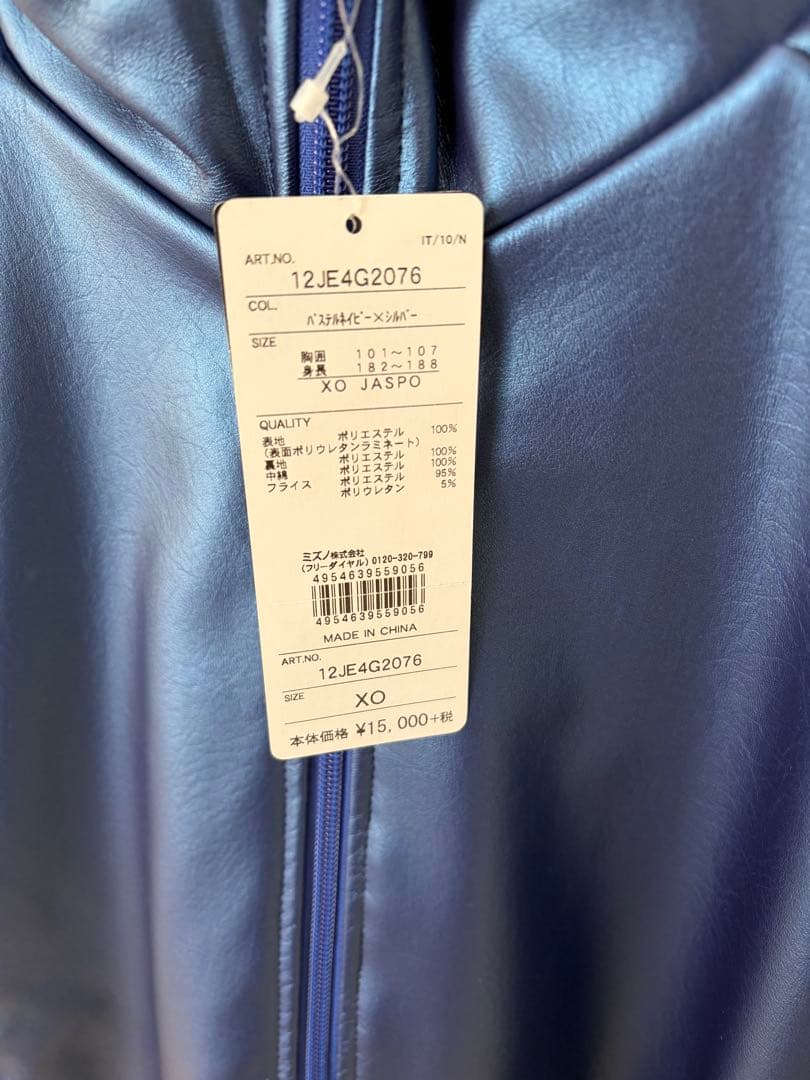 IT/10/N
ART.NO.
12JE4G2076
COL.
ﾊﾟｽﾃﾙﾈｲﾋﾞｰ×ｼﾙﾊﾞｰ
SIZE
胸囲 101～107
身長 182～188
XO JASPO
QUALITY
表地 ポリエステル 100%
(表面ポリウレタンラミネート)
裏地 ポリエステル 100%
中綿 ポリエステル 100%
フライス ポリエステル 95%
ポリウレタン 5%
ミズノ株式会社
(フリーダイヤル) 0120-320-799
4954639559056
4954639559056
MADE IN CHINA
ART.NO.
12JE4G2076
SIZE
XO
本体価格 ¥15,000+税